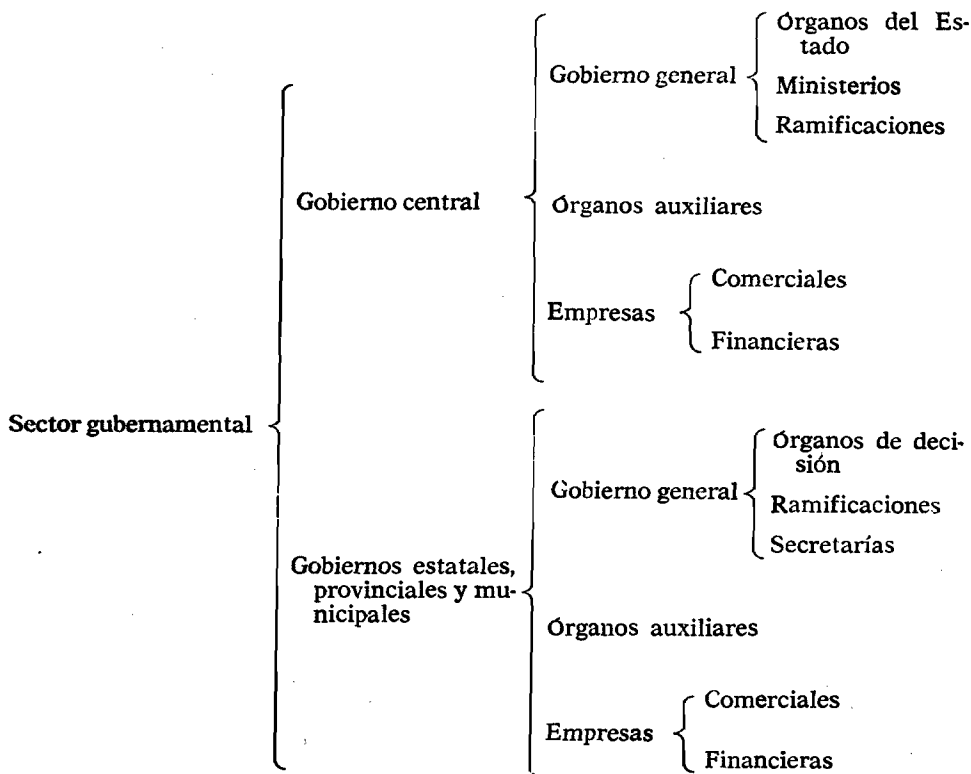 Órganos del Es-
tado
Gobierno general
Ministerios
Ramificaciones
Gobierno central
Órganos auxiliares
Comerciales
Empresas
Financieras
Sector gubernamental
Órganos de deci-
sión
Gobierno general
Ramificaciones
Secretarías
Gobiernos estatales,
provinciales y mu-
nicipales
Órganos auxiliares
Comerciales
Empresas
Financieras